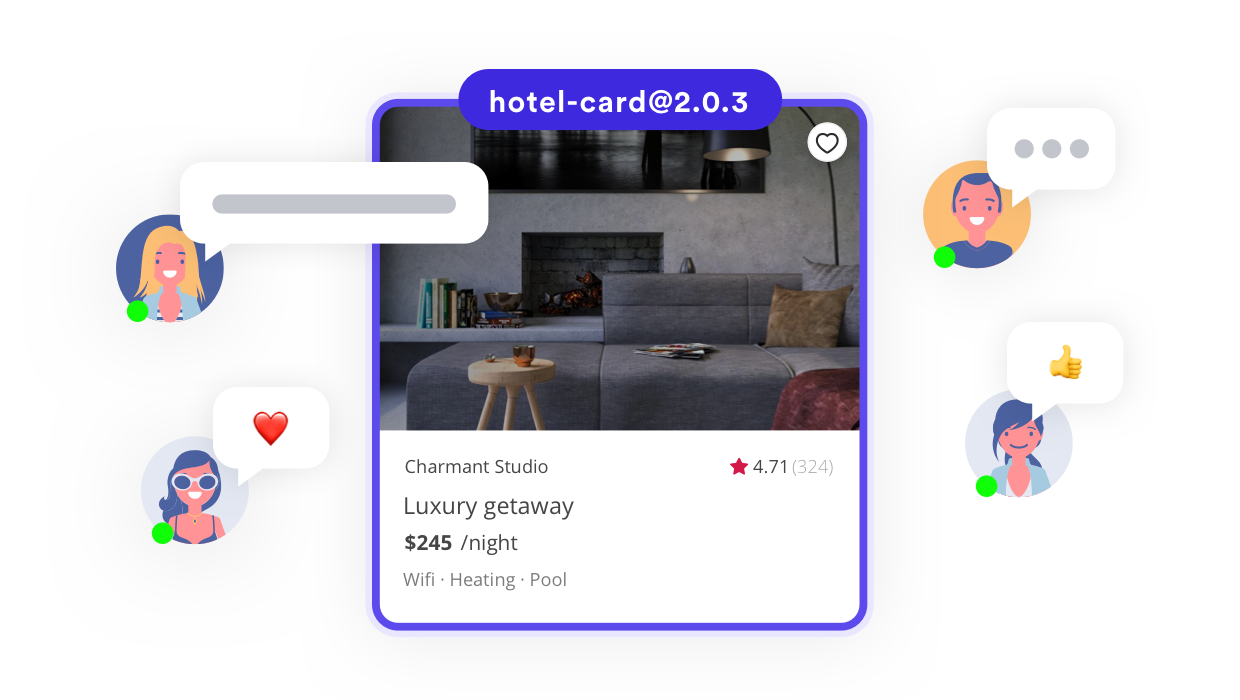 hotel-card@2.0.3
Charmant Studio
4.71 (324)
Luxury getaway
$245 /night
Wifi · Heating · Pool